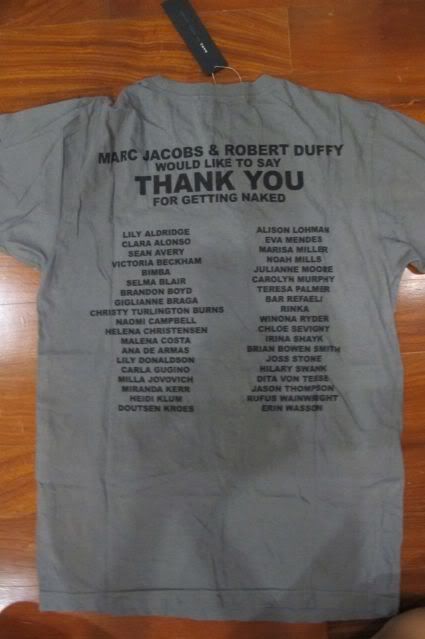 MARC JACOBS & ROBERT DUFFY
WOULD LIKE TO SAY
THANK YOU
FOR GETTING NAKED
LILY ALDRIDGE
CLARA ALONSO
SEAN AVERY
VICTORIA BECKHAM
BIMBA
SELMA BLAIR
BRANDON BOYD
GIGLIANNE BRAGA
CHRISTY TURLINGTON BURNS
NAOMI CAMPBELL
HELENA CHRISTENSEN
MALENA COSTA
ANA DE ARMAS
LILY DONALDSON
CARLA GUGINO
MILLA JOVOVICH
MIRANDA KERR
HEIDI KLUM
DOUTSEN KROES
ALISON LOHMAN
EVA MENDES
MARISA MILLER
NOAH MILLS
JULIANNE MOORE
CAROLYN MURPHY
TERESA PALMER
BAR REFAELI
RINKA
WINONA RYDER
CHLOE SEVIGNY
IRINA SHAYK
BRIAN BOWEN SMITH
JOSS STONE
HILARY SWANK
DITA VON TEESE
JASON THOMPSON
RUFUS WAINWRIGHT
ERIN WASSON